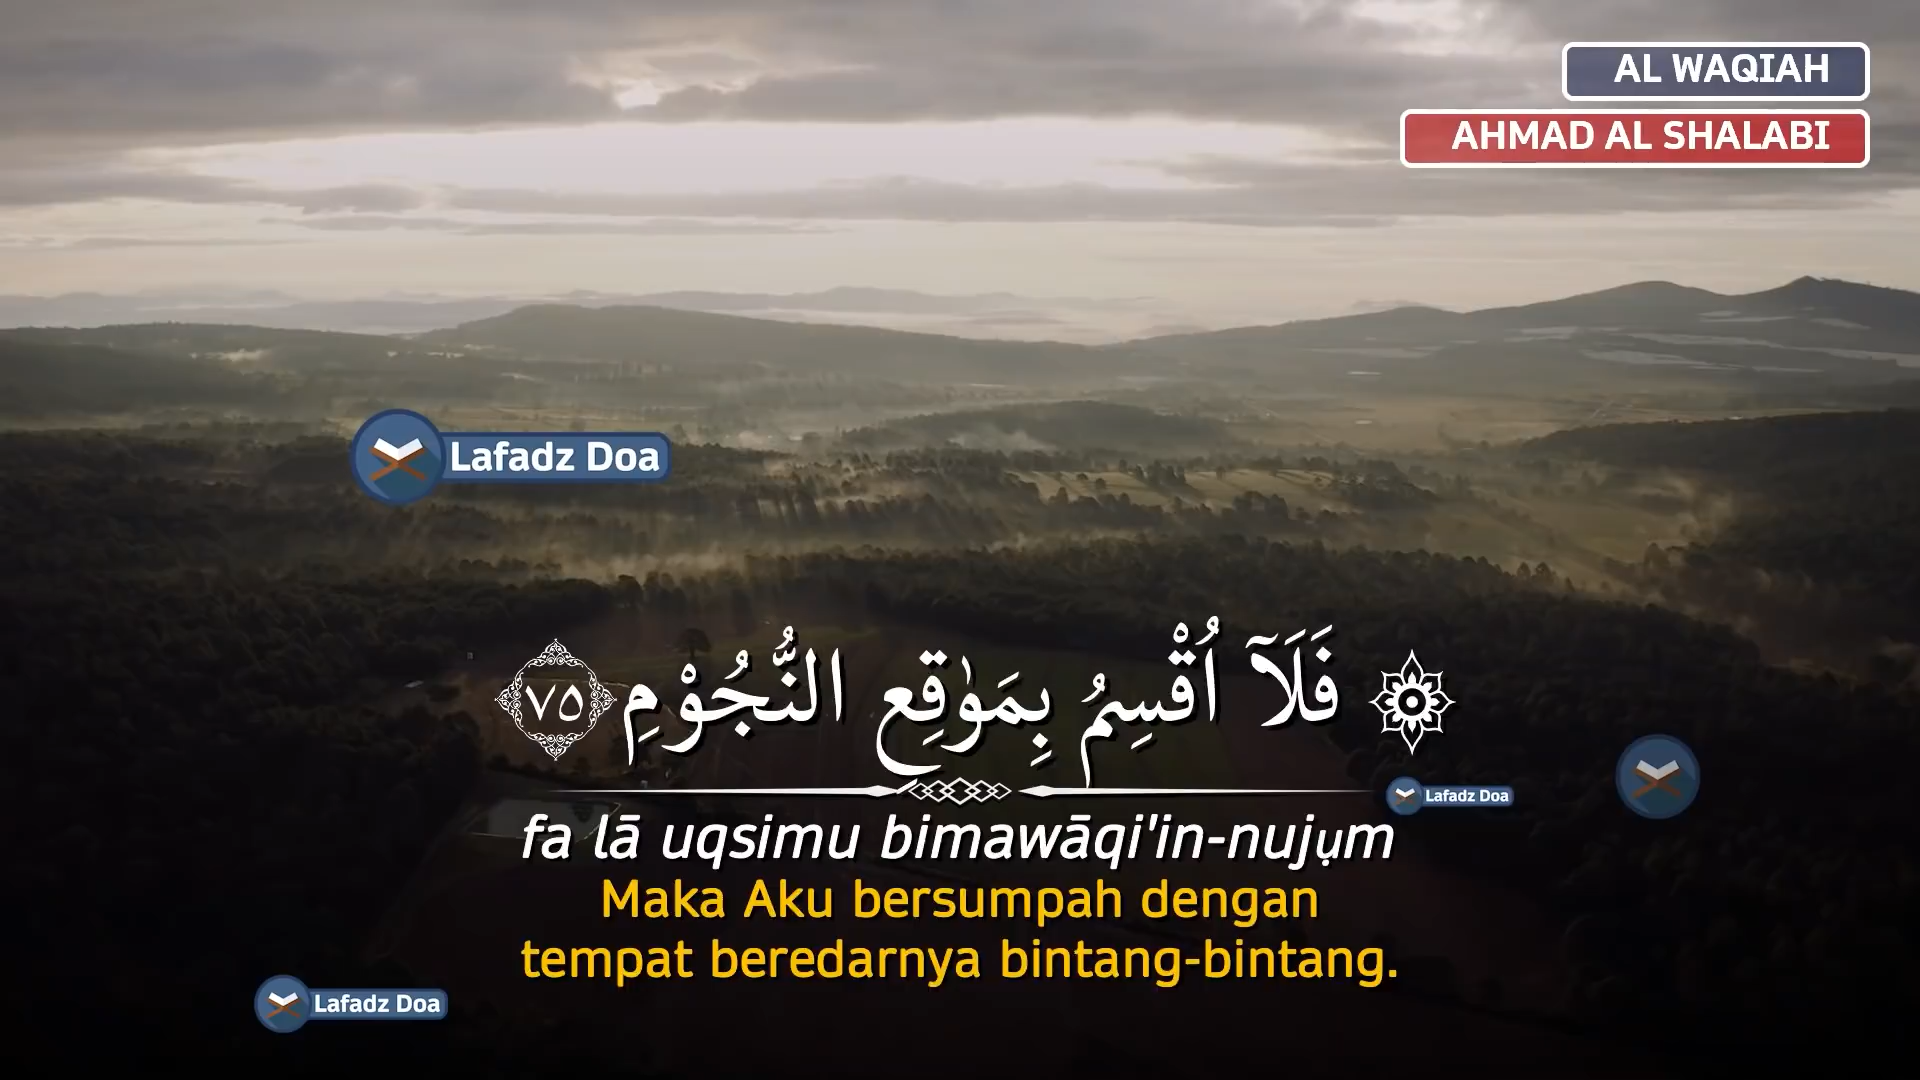 AL WAQIAH
AHMAD AL SHALABI
Lafadz Doa
فَلَآ اُقْسِمُ بِمَوٰقِعِ النُّجُوْمِ ٧٥
Lafadz Doa
fa lā uqsimu bimawāqi'in-nujụm
Maka Aku bersumpah dengan
tempat beredarnya bintang-bintang.
Lafadz Doa